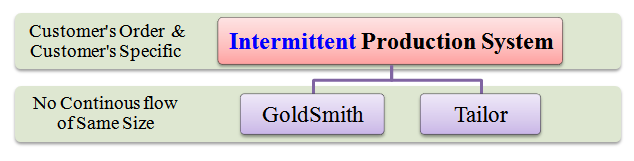 Customer's Order &
Customer's Specific
Intermittent Production System
No Continous flow
of Same Size
GoldSmith
Tailor